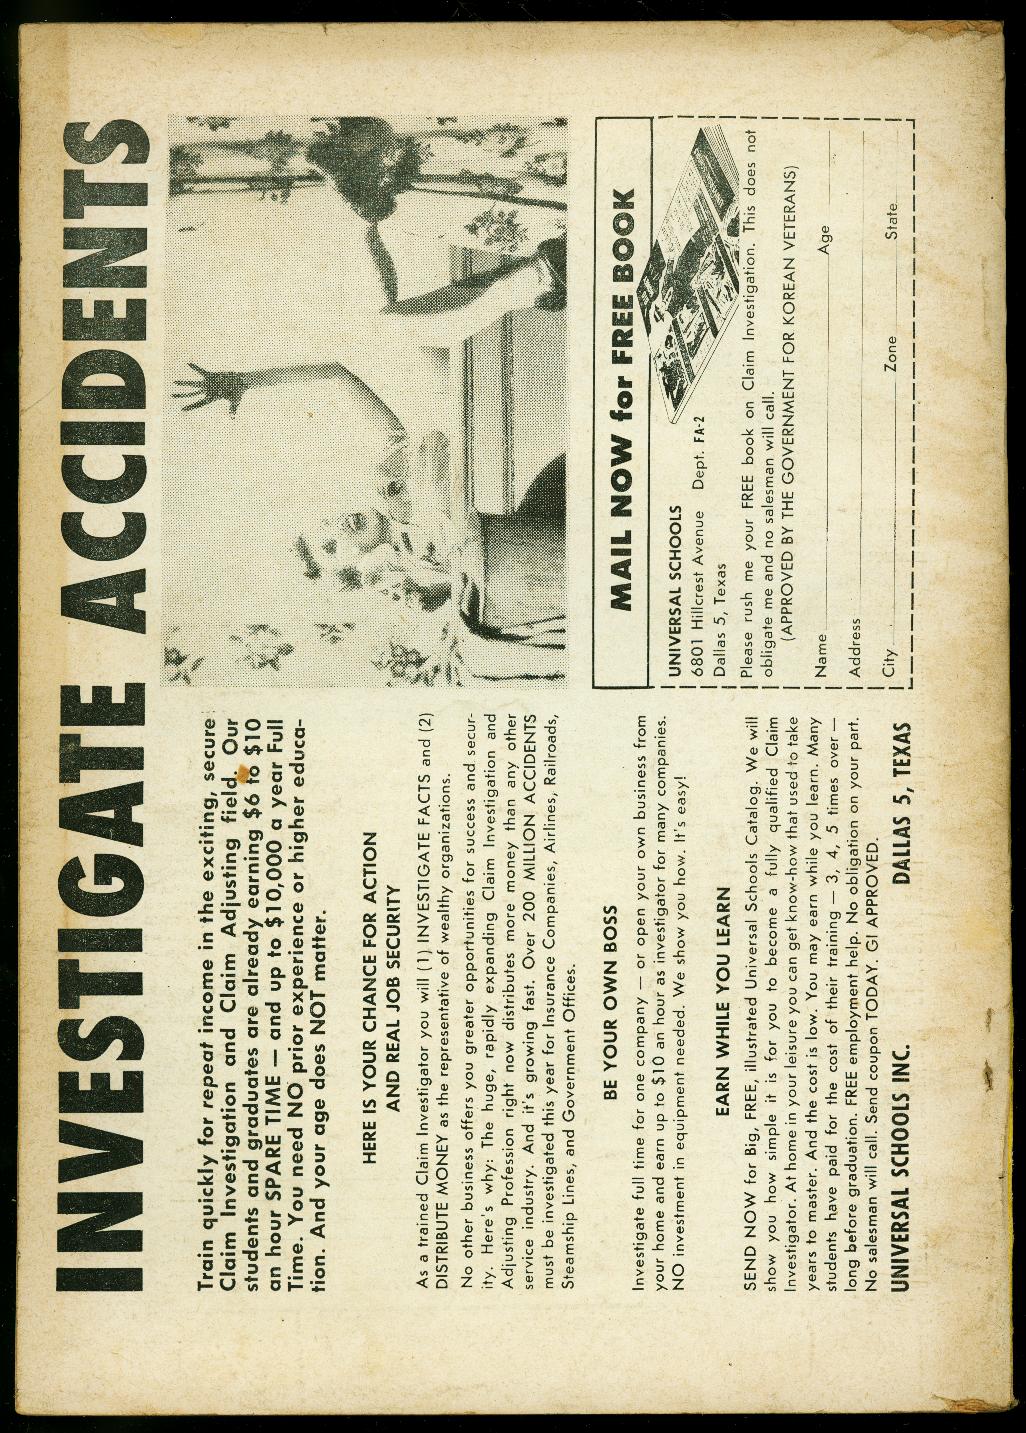 INVESTIGATE ACCIDENTS
Train quickly for repeat income in the exciting, secure
Claim Investigation and Claim Adjusting field. Our
students and graduates are already earning $6 to $10
an hour SPARE TIME — and up to $10,000 a year Full
Time. You need NO prior experience or higher educa-
tion. And your age does NOT matter.
HERE IS YOUR CHANCE FOR ACTION
AND REAL JOB SECURITY
As a trained Claim Investigator you will (1) INVESTIGATE FACTS and (2)
DISTRIBUTE MONEY as the representative of wealthy organizations.
No other business offers you greater opportunities for success and secur-
ity. Here's why: The huge, rapidly expanding Claim Investigation and
Adjusting Profession right now distributes more money than any other
service industry. And it's growing fast. Over 200 MILLION ACCIDENTS
must be investigated this year for Insurance Companies, Airlines, Railroads,
Steamship Lines, and Government Offices.
BE YOUR OWN BOSS
Investigate full time for one company — or open your own business from
your home and earn up to $10 an hour as investigator for many companies.
NO investment in equipment needed. We show you how. It's easy!
EARN WHILE YOU LEARN
SEND NOW for Big, FREE, illustrated Universal Schools Catalog. We will
show you how simple it is for you to become a fully qualified Claim
Investigator. At home in your leisure you can get know-how that used to take
years to master. And the cost is low. You may earn while you learn. Many
students have paid for the cost of their training — 3, 4, 5 times over —
long before graduation. FREE employment help. No obligation on your part.
No salesman will call. Send coupon TODAY. GI APPROVED.
UNIVERSAL SCHOOLS INC. DALLAS 5, TEXAS
MAIL NOW for FREE BOOK
UNIVERSAL SCHOOLS
6801 Hillcrest Avenue Dept. FA-2
Dallas 5, Texas
Please rush me your FREE book on Claim Investigation. This does not
obligate me and no salesman will call.
(APPROVED BY THE GOVERNMENT FOR KOREAN VETERANS)
Name Age
Address
City Zone State